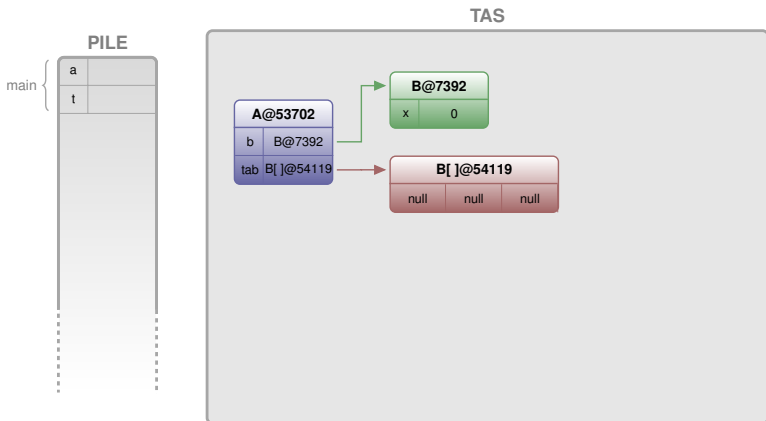 TAS
PILE
main
a
t
A@53702
b B@7392
tab B[ ]@54119
B@7392
x 0
B[ ]@54119
null null null